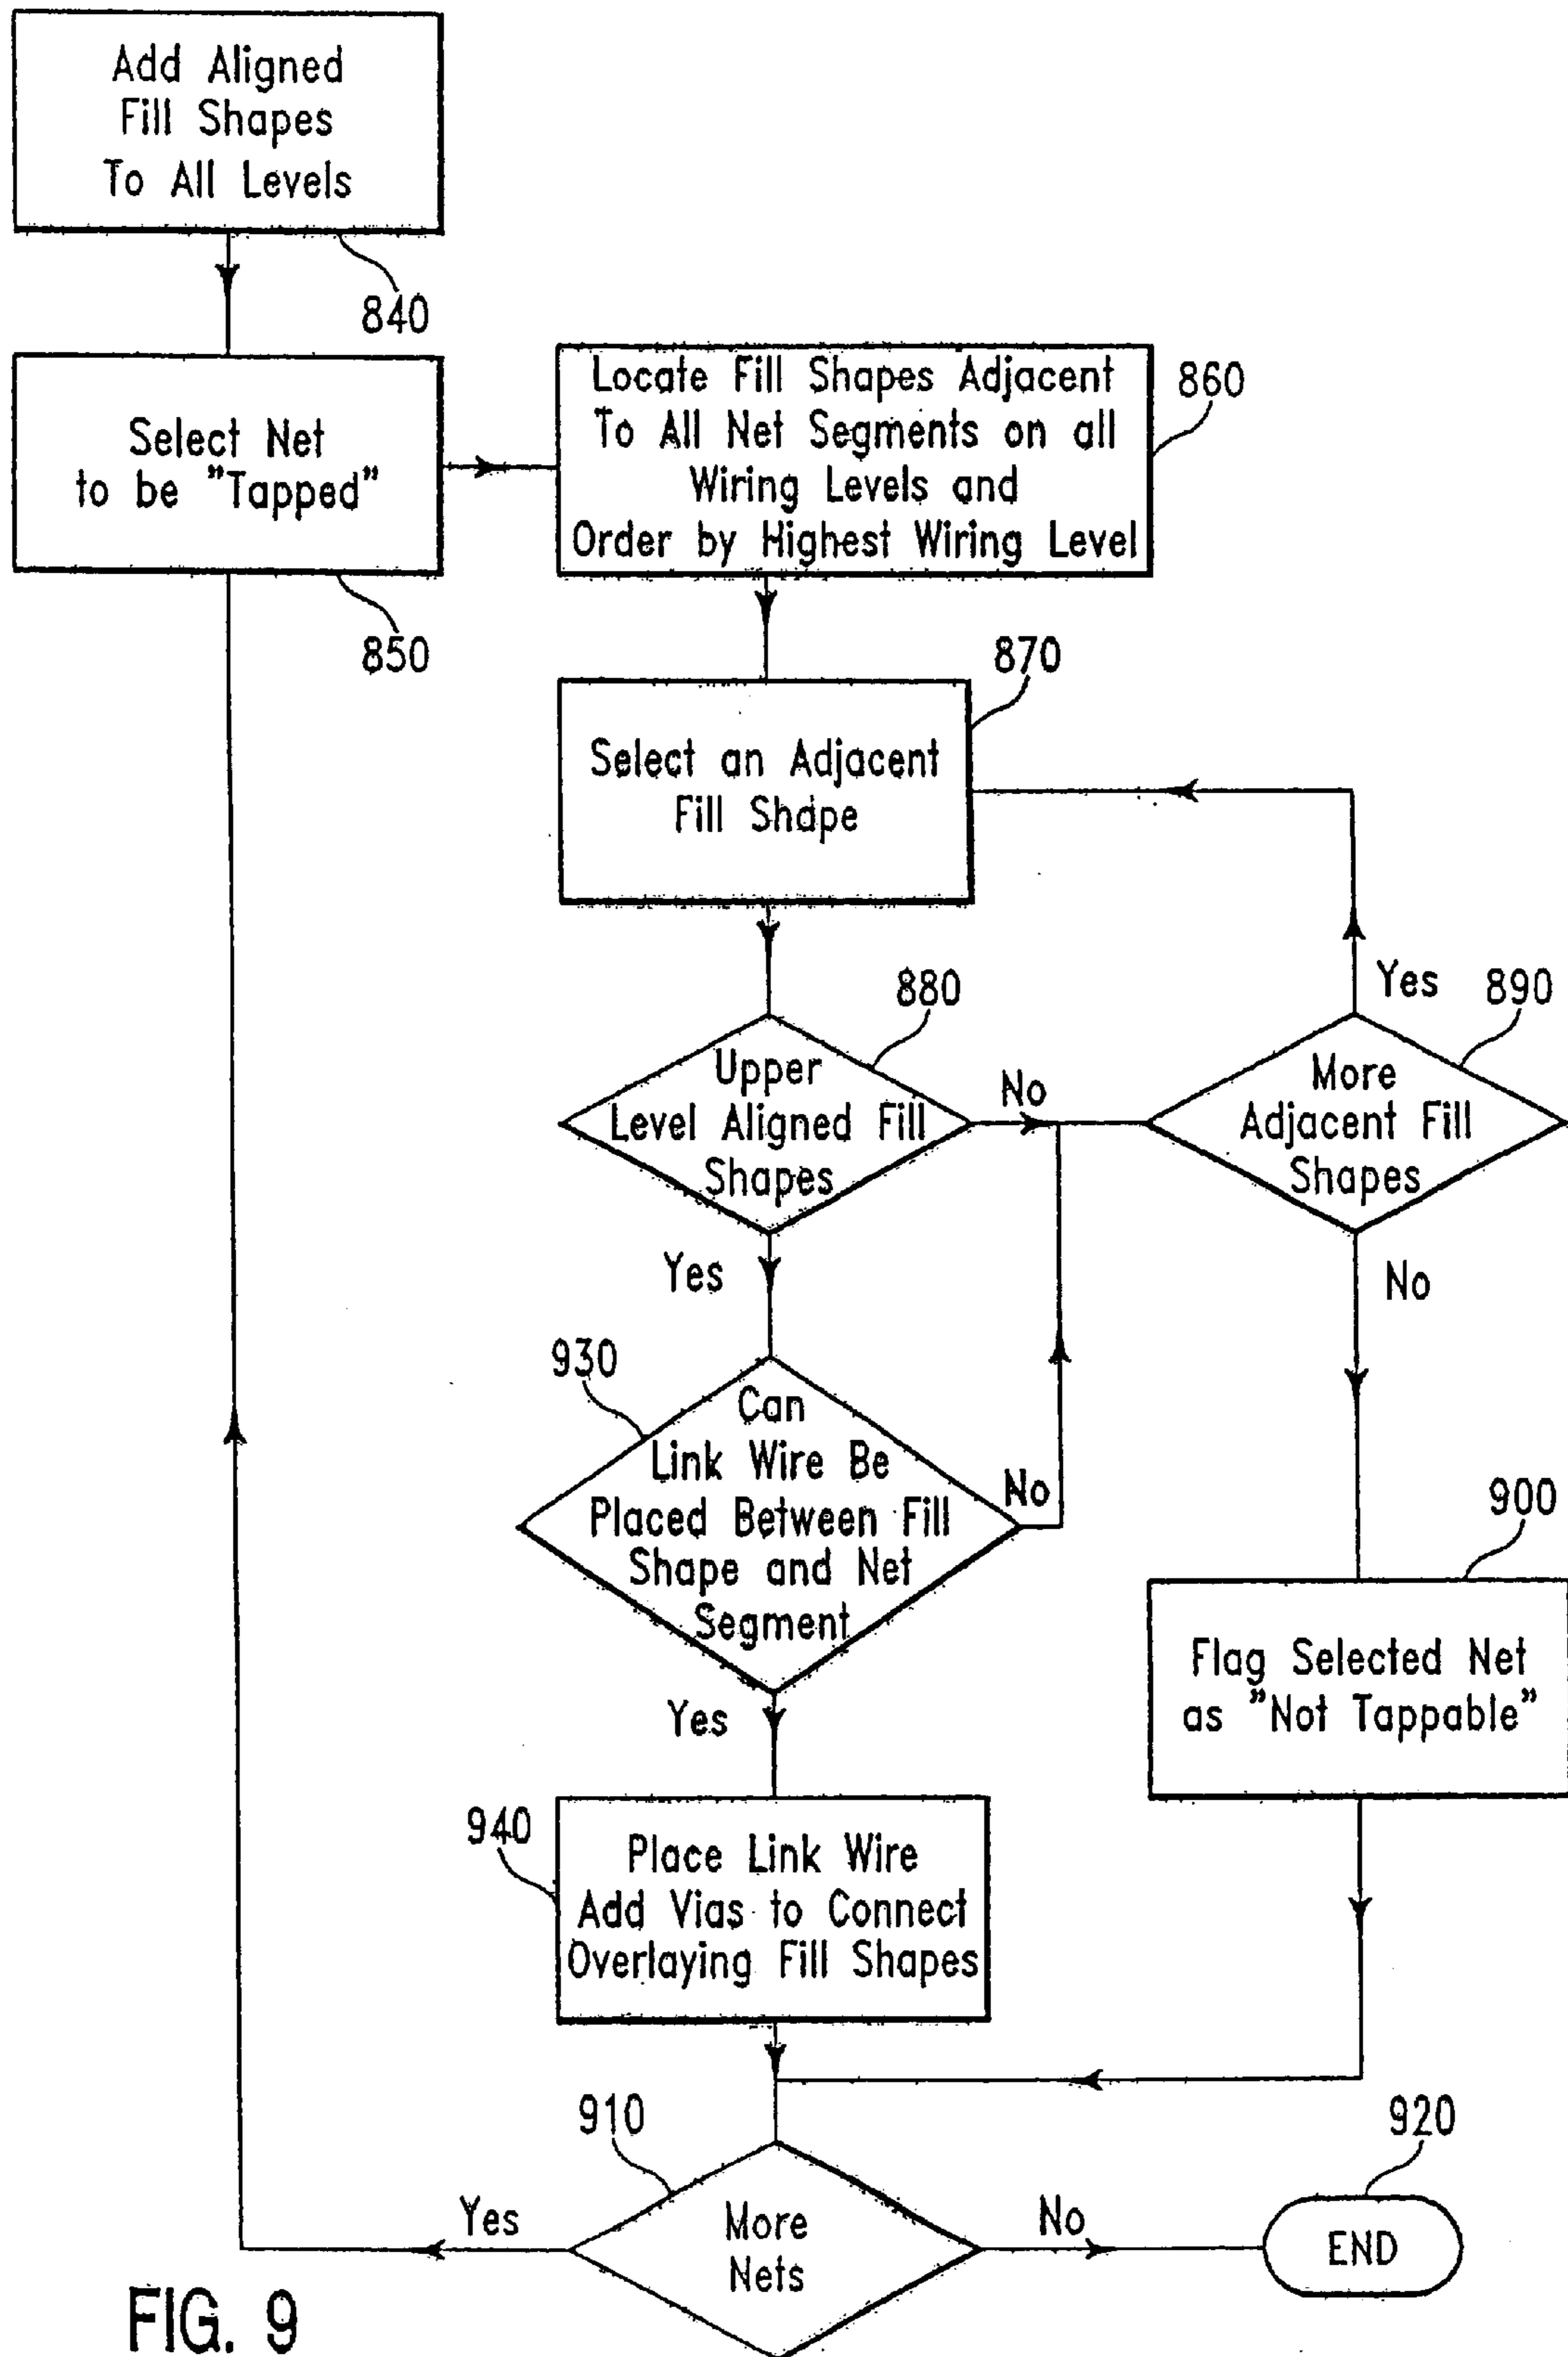 Add Aligned
Fill Shapes
To All Levels
840
Select Net
to be "Tapped"
850
Locate Fill Shapes Adjacent
To All Net Segments on all
Wiring Levels and
Order by Highest Wiring Level
860
870
Select an Adjacent
Fill Shape
880
Upper
Level Aligned Fill
Shapes
No
Yes
890
More
Adjacent Fill
Shapes
Yes
No
930
Can
Link Wire Be
Placed Between Fill
Shape and Net
Segment
No
Yes
900
Flag Selected Net
as "Not Tappable"
940
Place Link Wire
Add Vias to Connect
Overlaying Fill Shapes
910
More
Nets
Yes
No
920
END
FIG. 9